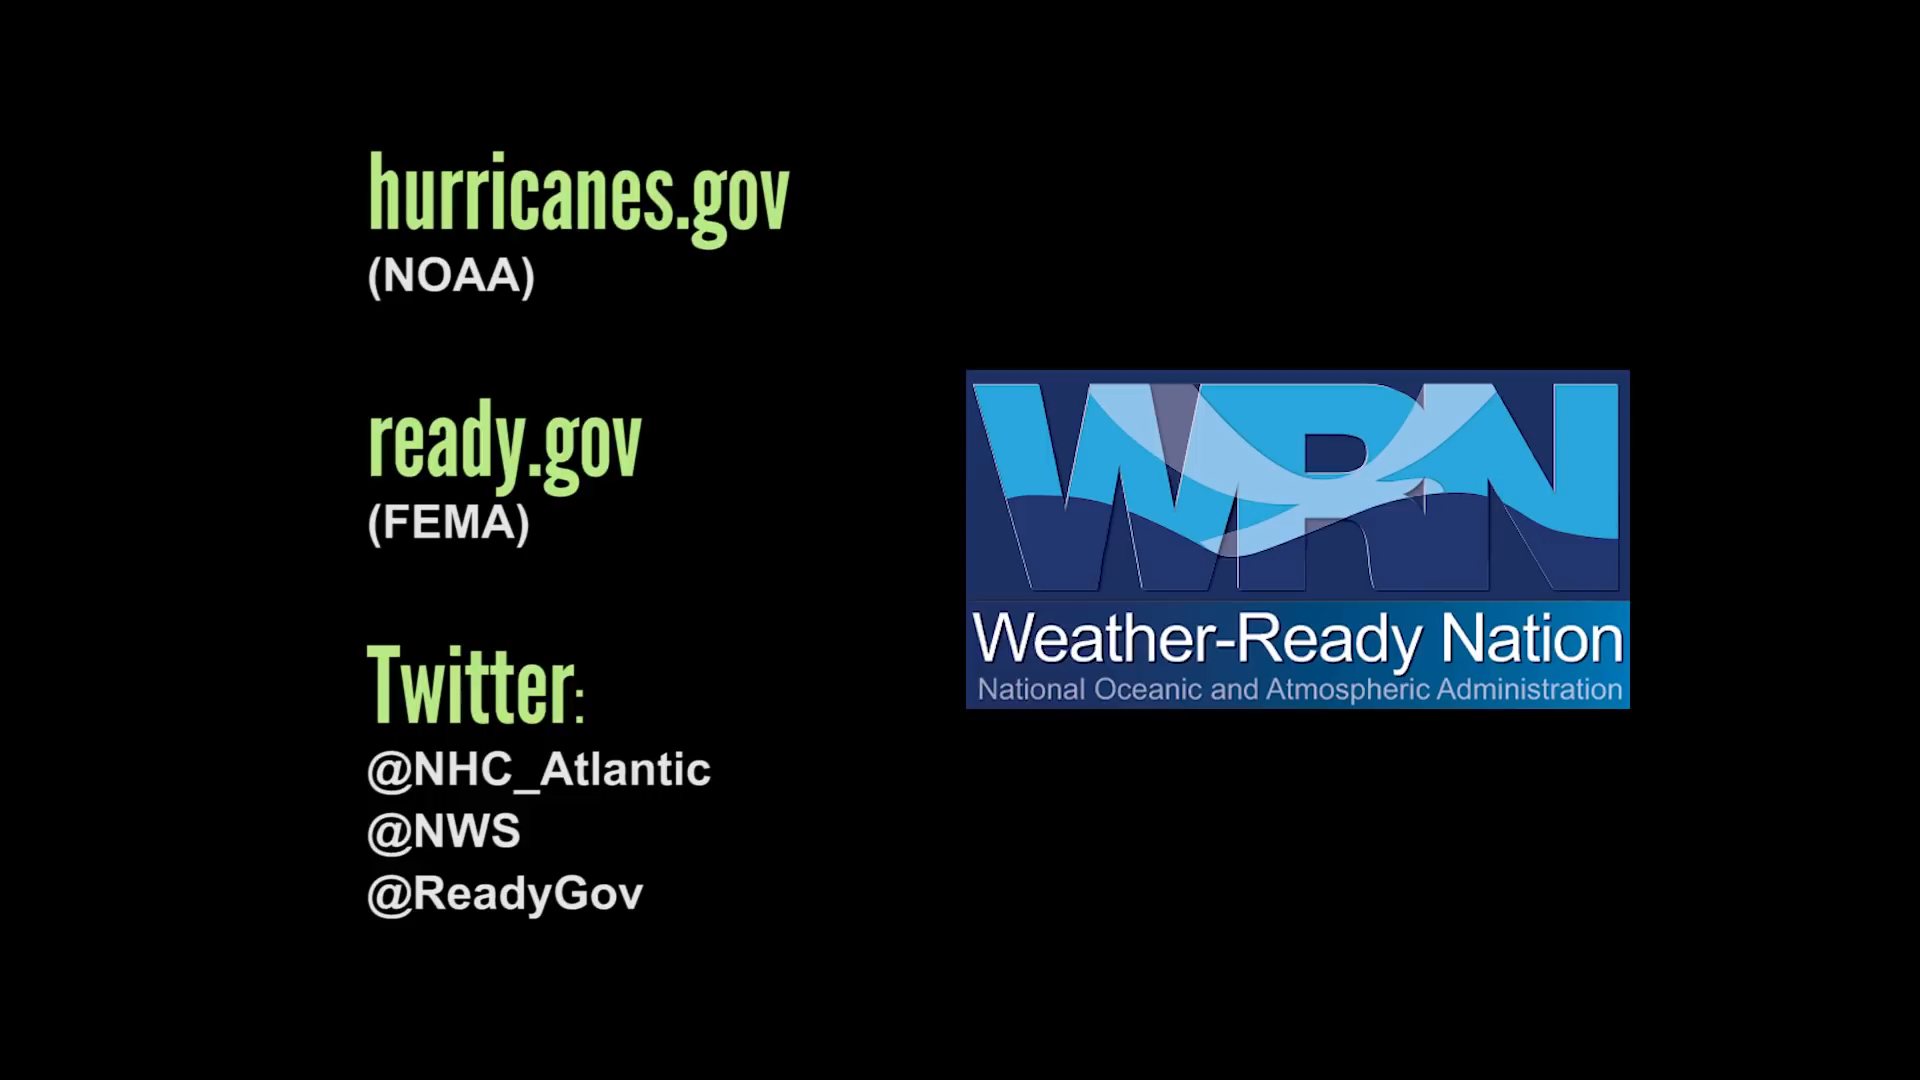 hurricanes.gov
(NOAA)
ready.gov
(FEMA)
Twitter:
@NHC_Atlantic
@NWS
@ReadyGov
WRN
Weather-Ready Nation
National Oceanic and Atmospheric Administration